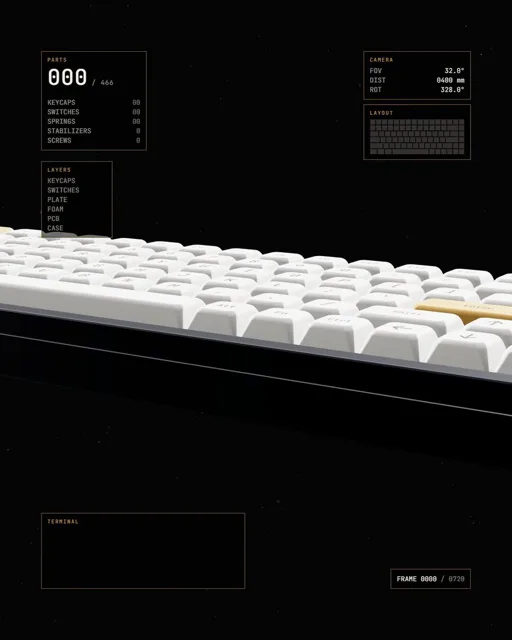 PARTS
000 / 466
KEYCAPS 00
SWITCHES 00
SPRINGS 00
STABILIZERS 0
SCREWS 0
LAYERS
KEYCAPS
SWITCHES
PLATE
FOAM
PCB
CASE
CAMERA
FOV 32.0°
DIST 0400 mm
ROT 328.0°
LAYOUT
TERMINAL
FRAME 0000 / 0720